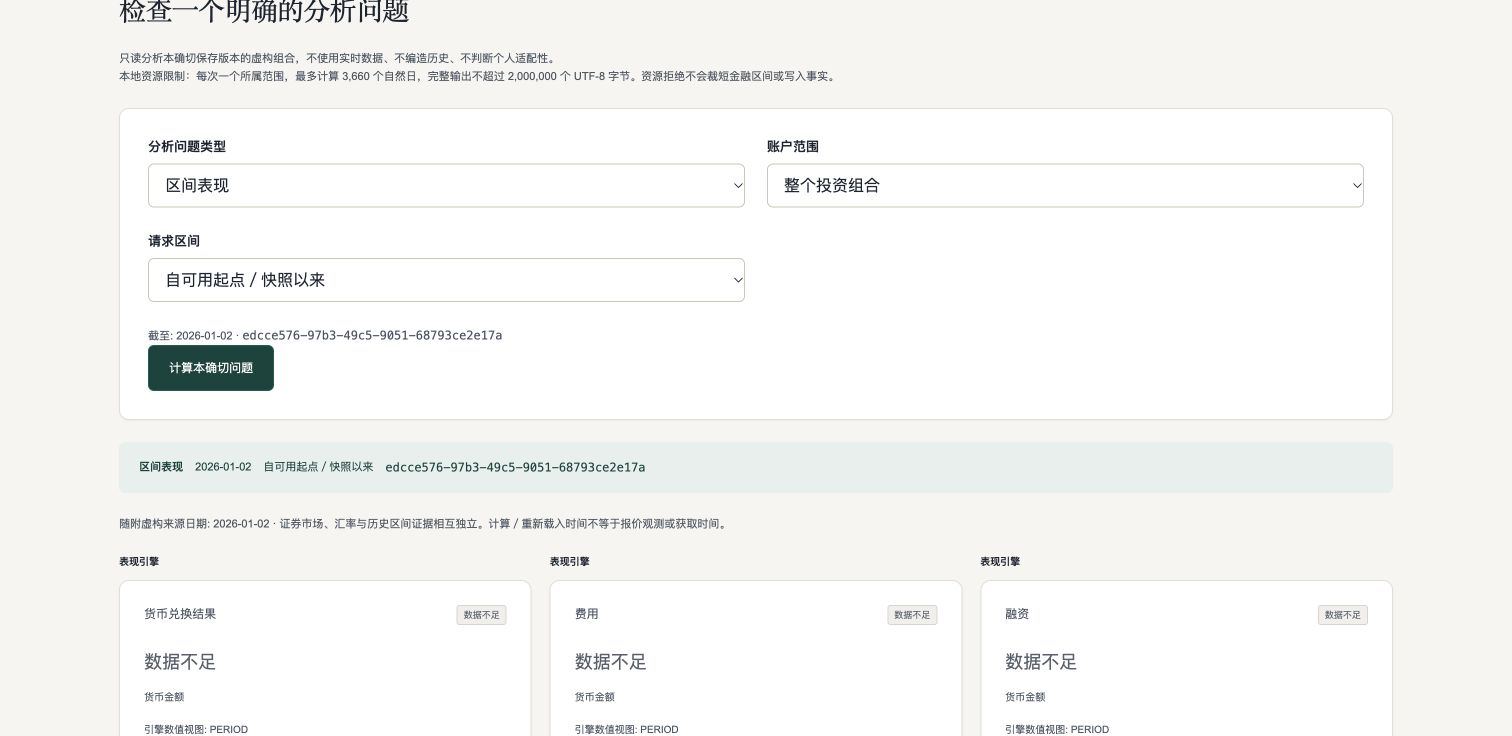 检查一个明确的分析问题
只读分析本确切保存版本的虚构组合，不使用实时数据、不编造历史、不判断个人适配性。
本地资源限制：每次一个所属范围，最多计算 3,660 个自然日，完整输出不超过 2,000,000 个 UTF-8 字节。资源拒绝不会裁短金融区间或写入事实。
分析问题类型
账户范围
区间表现
整个投资组合
请求区间
自可用起点 / 快照以来
截至: 2026-01-02 · edcce576-97b3-49c5-9051-68793ce2e17a
计算本确切问题
区间表现 2026-01-02 自可用起点 / 快照以来 edcce576-97b3-49c5-9051-68793ce2e17a
随附虚构来源日期: 2026-01-02 · 证券市场、汇率与历史区间证据相互独立。计算 / 重新载入时间不等于报价观测或获取时间。
表现引擎
表现引擎
表现引擎
货币兑换结果
数据不足
费用
数据不足
融资
数据不足
数据不足
数据不足
数据不足
货币金额
货币金额
货币金额
引擎数值视图: PERIOD
引擎数值视图: PERIOD
引擎数值视图: PERIOD